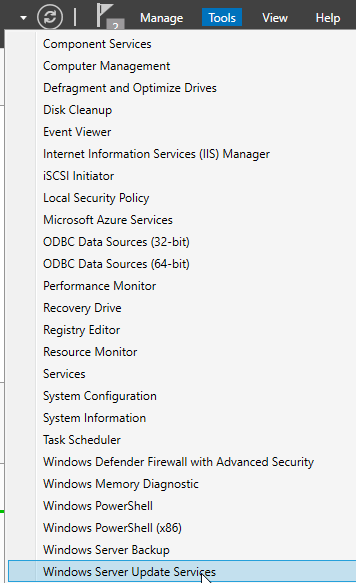 Manage Tools View Help
2
Component Services
Computer Management
Defragment and Optimize Drives
Disk Cleanup
Event Viewer
Internet Information Services (IIS) Manager
iSCSI Initiator
Local Security Policy
Microsoft Azure Services
ODBC Data Sources (32-bit)
ODBC Data Sources (64-bit)
Performance Monitor
Recovery Drive
Registry Editor
Resource Monitor
Services
System Configuration
System Information
Task Scheduler
Windows Defender Firewall with Advanced Security
Windows Memory Diagnostic
Windows PowerShell
Windows PowerShell (x86)
Windows Server Backup
Windows Server Update Services